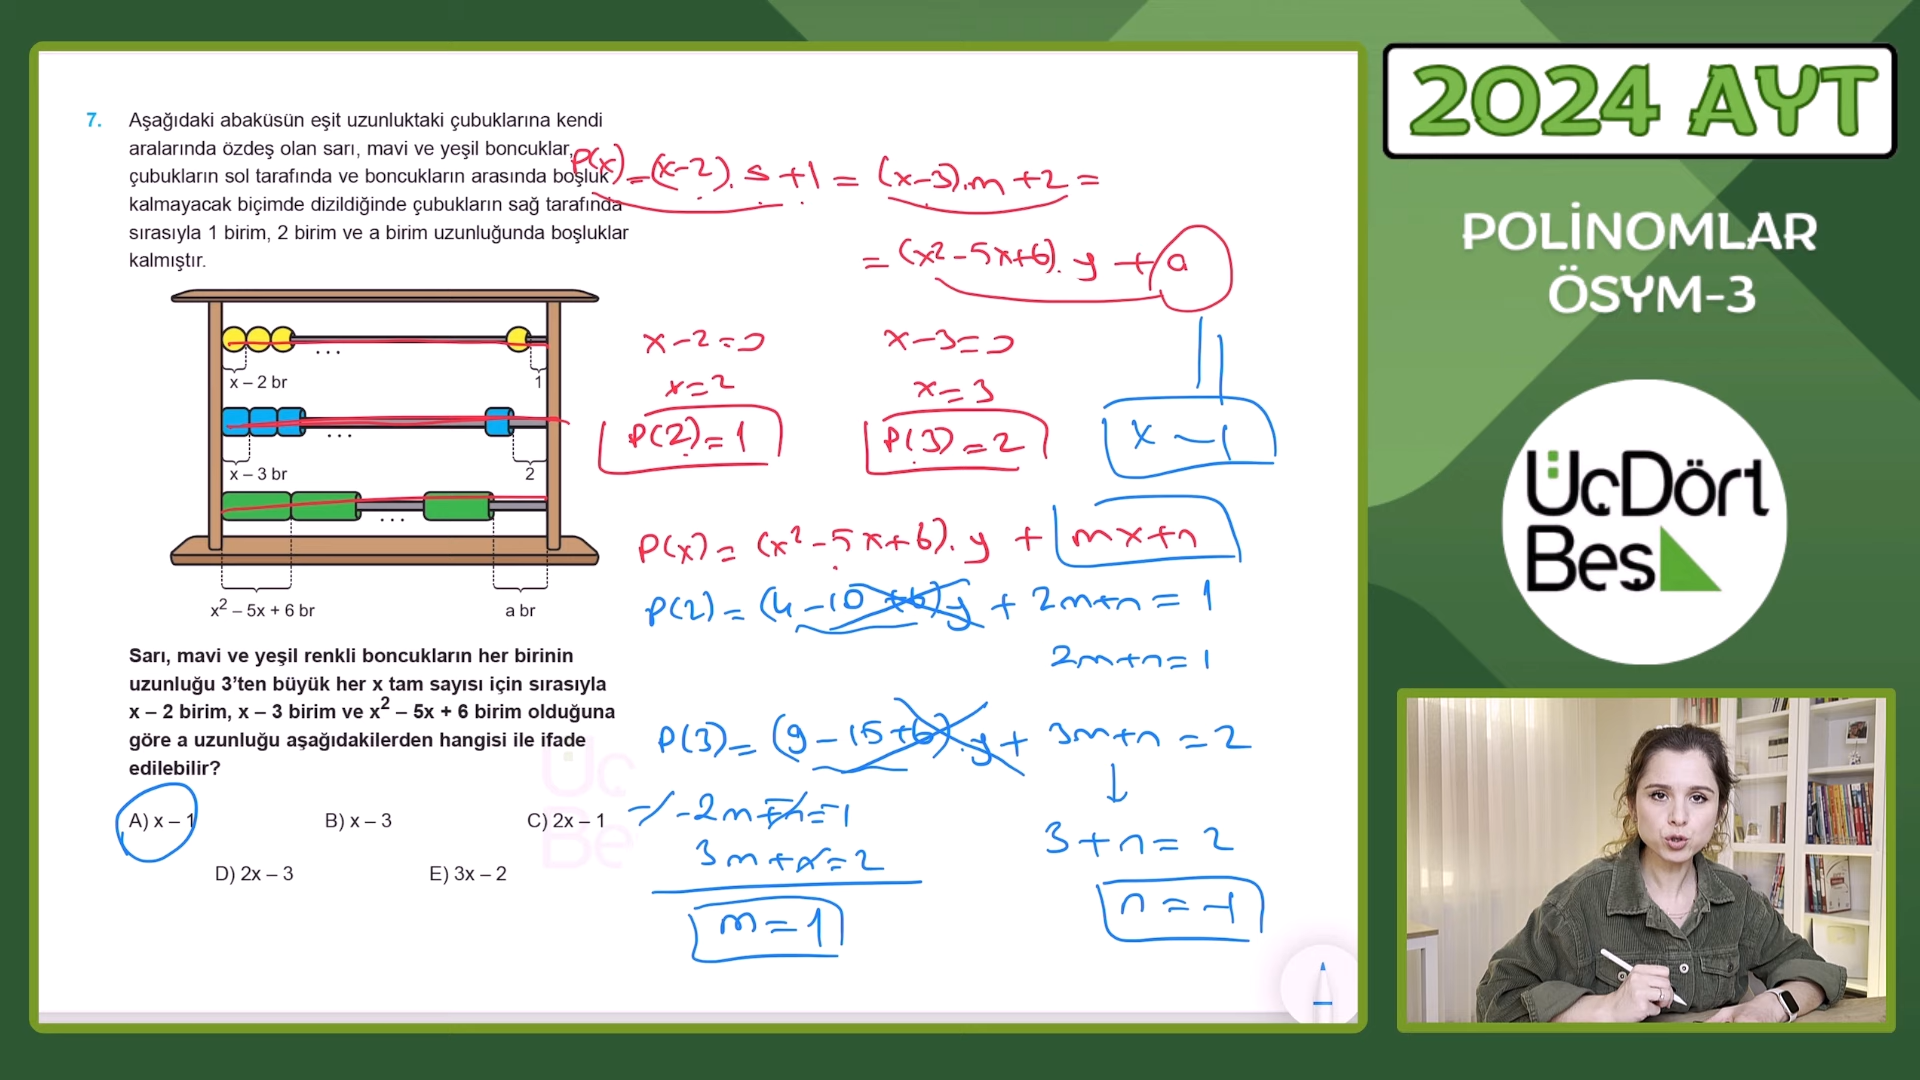 7. Aşağıdaki abaküsün eşit uzunluktaki çubuklarına kendi
aralarında özdeş olan sarı, mavi ve yeşil boncuklar,
çubukların sol tarafında ve boncukların arasında boşluk
kalmayacak biçimde dizildiğinde çubukların sağ tarafında
sırasıyla 1 birim, 2 birim ve a birim uzunluğunda boşluklar
kalmıştır.
...
x – 2 br
1
...
x – 3 br
2
...
x² – 5x + 6 br
a br
Sarı, mavi ve yeşil renkli boncukların her birinin
uzunluğu 3'ten büyük her x tam sayısı için sırasıyla
x – 2 birim, x – 3 birim ve x² – 5x + 6 birim olduğuna
göre a uzunluğu aşağıdakilerden hangisi ile ifade
edilebilir?
A) x – 1
B) x – 3
C) 2x – 1
D) 2x – 3
E) 3x – 2
P(x) = (x-2).s+1 = (x-3).m+2 =
= (x²-5x+6).y + a
x-2=0
x=2
P(2)=1
x-3=0
x=3
P(3)=2
x-1
P(x) = (x²-5x+6).y + mx+n
P(2) = (4-10+6)y + 2m+n = 1
2m+n=1
P(3) = (9-15+6).y + 3m+n = 2
-/ -2m+n=-1
3m+n=2
m=1
3+n=2
n=-1
2024 AYT
POLİNOMLAR
ÖSYM-3
ÜçDört
Beş
Üç
Be